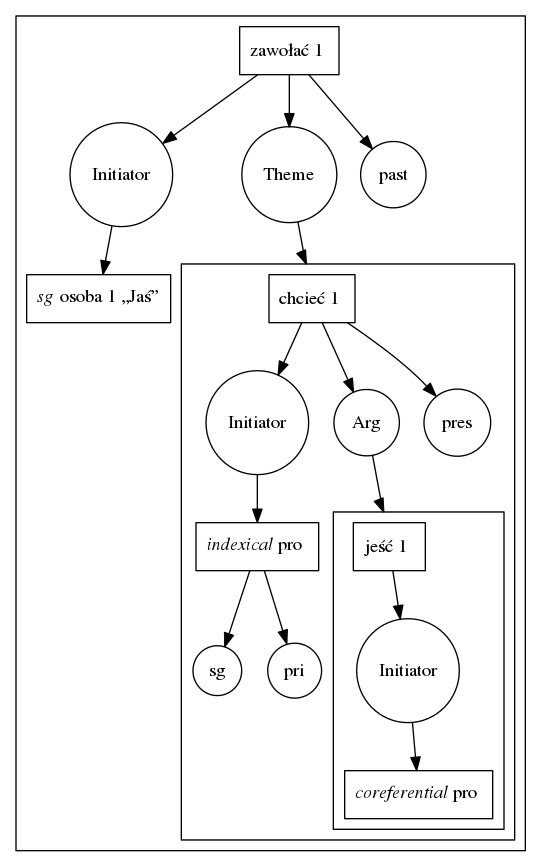 zawołać 1
Initiator
Theme
past
sg osoba 1 „Jaś”
chcieć 1
Initiator
Arg
pres
indexical pro
jeść 1
sg
pri
Initiator
coreferential pro